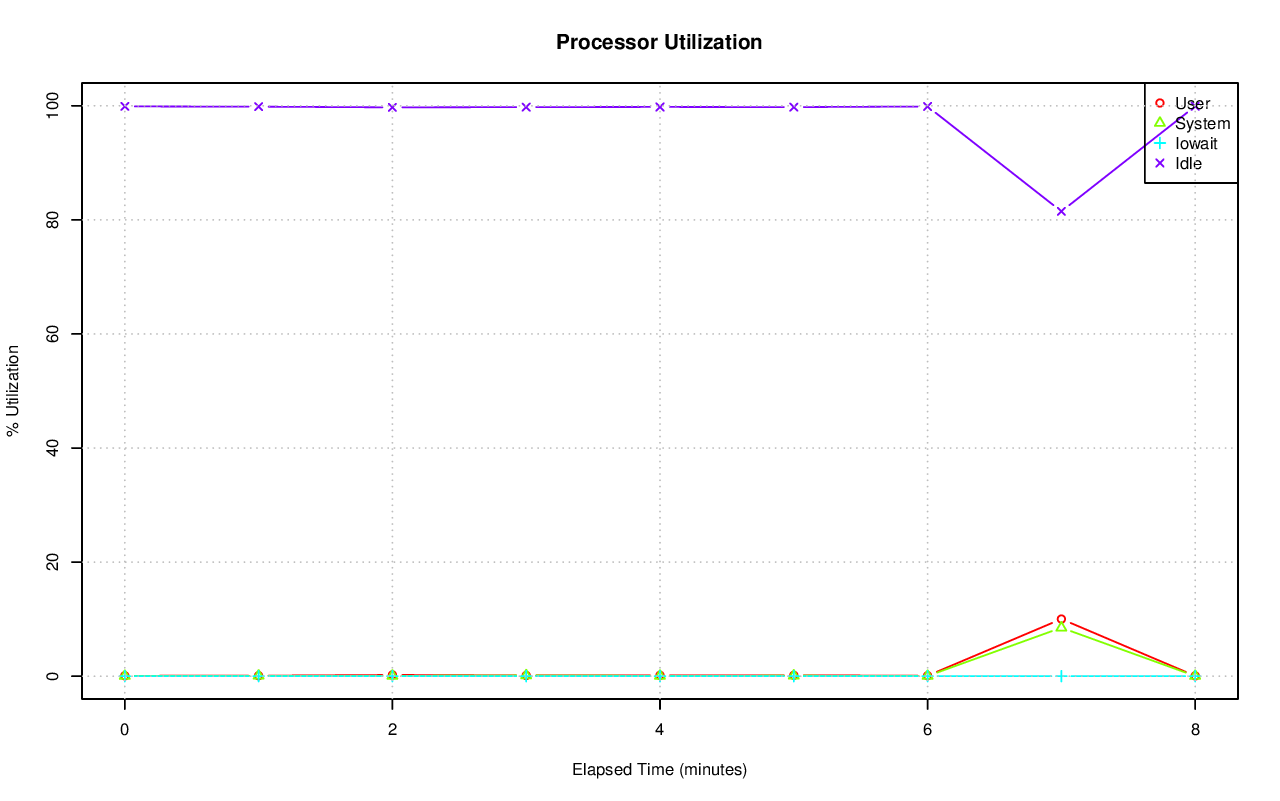 Processor Utilization
% Utilization
100
80
60
40
20
0
User
System
Iowait
Idle
0 2 4 6 8
Elapsed Time (minutes)